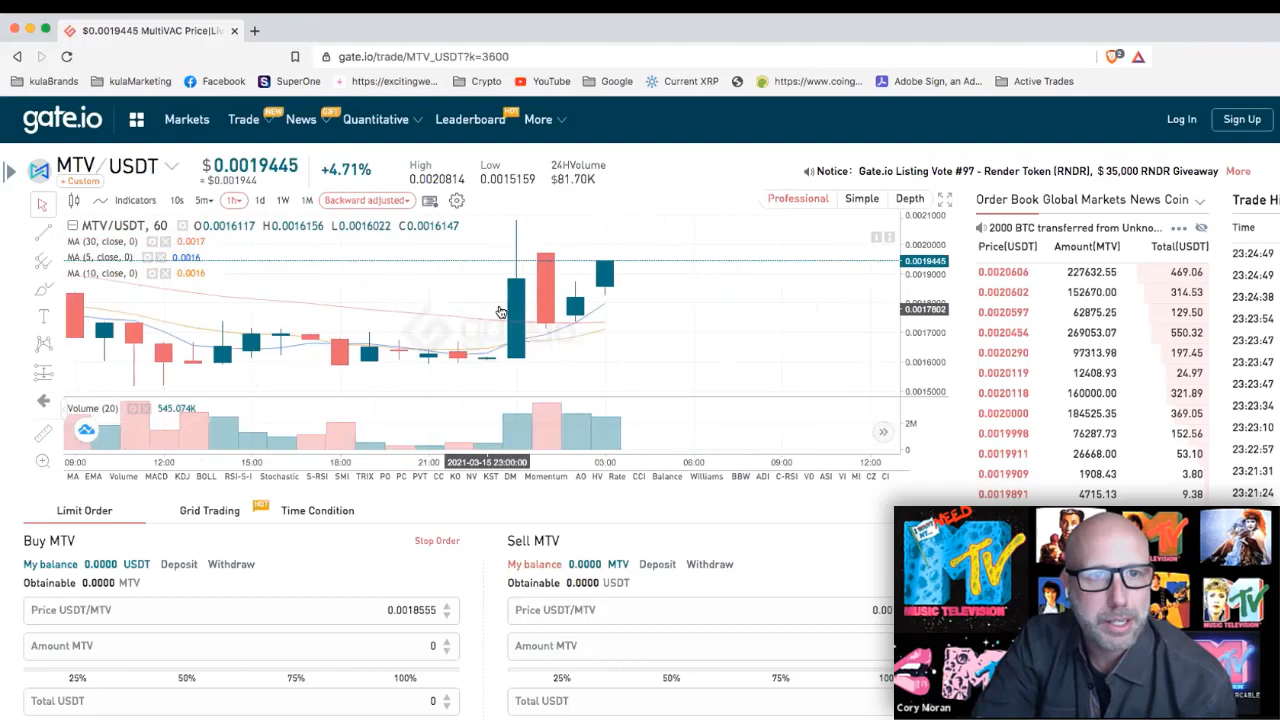 $0.0019445 MultiVAC Price|Li
gate.io/trade/MTV_USDT?k=3600
kulaBrands kulaMarketing Facebook SuperOne https://excitingwe... Crypto YouTube Google Current XRP https://www.coing... Adobe Sign, an Ad... Active Trades
gate.io Markets Trade NEW News GIFT Quantitative Leaderboard HOT More Log In Sign Up
MTV/USDT $0.0019445 +4.71% High Low 24HVolume
+ Custom ≈ $0.001944 0.0020814 0.0015159 $81.70K
Notice: Gate.io Listing Vote #97 - Render Token (RNDR), $ 35,000 RNDR Giveaway More
Indicators 10s 5m 1h 1d 1W 1M Backward adjusted Professional Simple Depth
Order Book Global Markets News Coin Trade Hi
MTV/USDT, 60 O0.0016117 H0.0016156 L0.0016022 C0.0016147
MA (30, close, 0) 0.0017
MA (5, close, 0) 0.0016
MA (10, close, 0) 0.0016
0.0021000
0.0020000
0.0019445
0.0019000
0.0017802
0.0017000
0.0016000
0.0015000
Volume (20) 545.074K
2M
0
09:00 12:00 15:00 18:00 21:00 2021-03-15 23:00:00 03:00 06:00 09:00 12:00
MA EMA Volume MACD KDJ BOLL RSI-S-I Stochastic S-RSI SMI TRIX PO PC PVT CC KO NV KST DM Momentum AO HV Rate CCI Balance Williams BBW ADI C-RSI VA AS VI MI CZ CI
2000 BTC transferred from Unkno...
Price(USDT) Amount(MTV) Total(USDT) Time
0.0020606 227632.55 469.06
0.0020602 152670.00 314.53
0.0020597 62875.25 129.50
0.0020454 269053.07 550.32
0.0020290 97313.98 197.45
0.0020119 12408.93 24.97
0.0020118 160000.00 321.89
0.0020000 184525.35 369.05
0.0019998 76287.73 152.56
0.0019911 26668.00 53.10
0.0019909 1908.43 3.80
0.0019891 4715.13 9.38
23:24:49
23:24:49
23:24:38
23:23:54
23:23:54
23:23:47
23:23:47
23:23:34
23:23:10
23:22:57
23:21:31
23:21:24
Limit Order Grid Trading HOT Time Condition
Buy MTV Stop Order
My balance 0.0000 USDT Deposit Withdraw
Obtainable 0.0000 MTV
Price USDT/MTV 0.0018555
Amount MTV 0
25% 50% 75% 100%
Total USDT 0
Sell MTV
My balance 0.0000 MTV Deposit Withdraw
Obtainable 0.0000 USDT
Price USDT/MTV 0.00
Amount MTV
25% 50% 75%
Total USDT
I WANT MY NEED
MTV
MUSIC TELEVISION®
Cory Moran